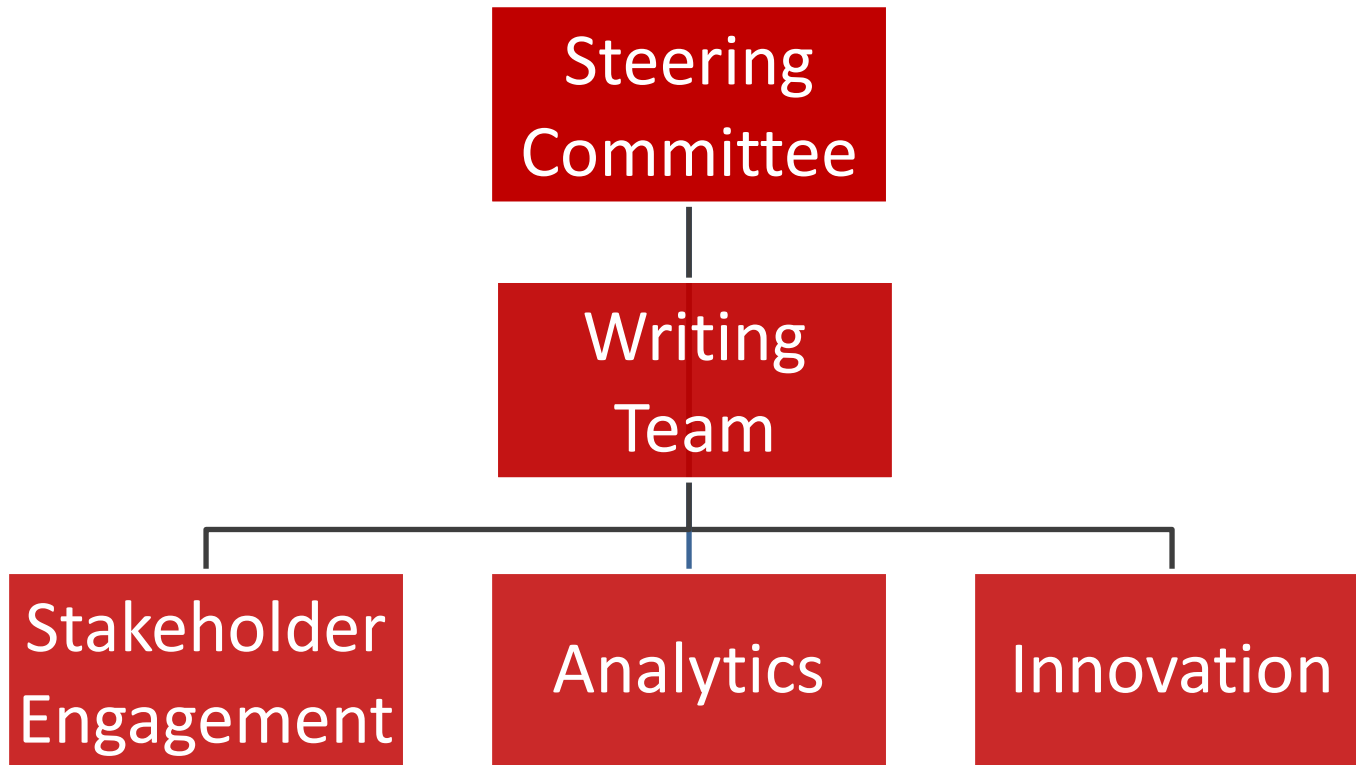 Steering
Committee
Writing
Team
Stakeholder
Engagement
Analytics
Innovation